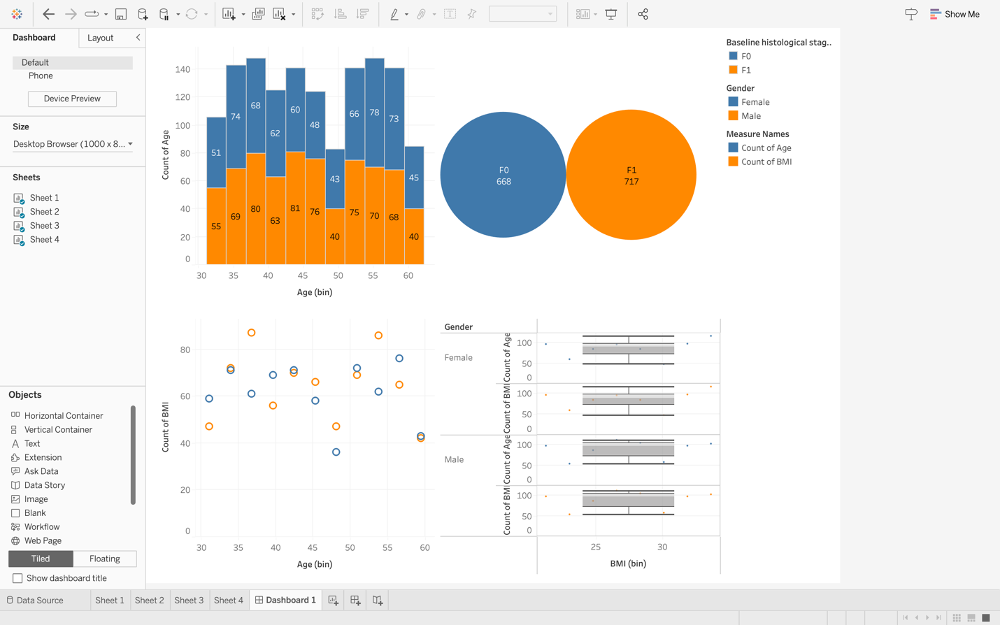 Show Me
Dashboard
Layout
Default
Phone
Device Preview
Size
Desktop Browser (1000 x 8...
Sheets
Sheet 1
Sheet 2
Sheet 3
Sheet 4
Objects
Horizontal Container
Vertical Container
Text
Extension
Ask Data
Data Story
Image
Blank
Workflow
Web Page
Tiled
Floating
Show dashboard title
Count of Age
140
120
100
80
60
40
20
0
51 74 68 62 60 48 43 66 78 73 45
55 69 80 63 81 76 40 75 70 68 40
30 35 40 45 50 55 60
Age (bin)
F0
668
F1
717
Baseline histological stag..
F0
F1
Gender
Female
Male
Measure Names
Count of Age
Count of BMI
Count of BMI
80
60
40
20
0
30 35 40 45 50 55 60
Age (bin)
Gender
Female
Count of Age
100
50
0
Count of BMI
100
50
0
Male
Count of Age
100
50
0
Count of BMI
100
50
0
25 30
BMI (bin)
Data Source
Sheet 1
Sheet 2
Sheet 3
Sheet 4
Dashboard 1